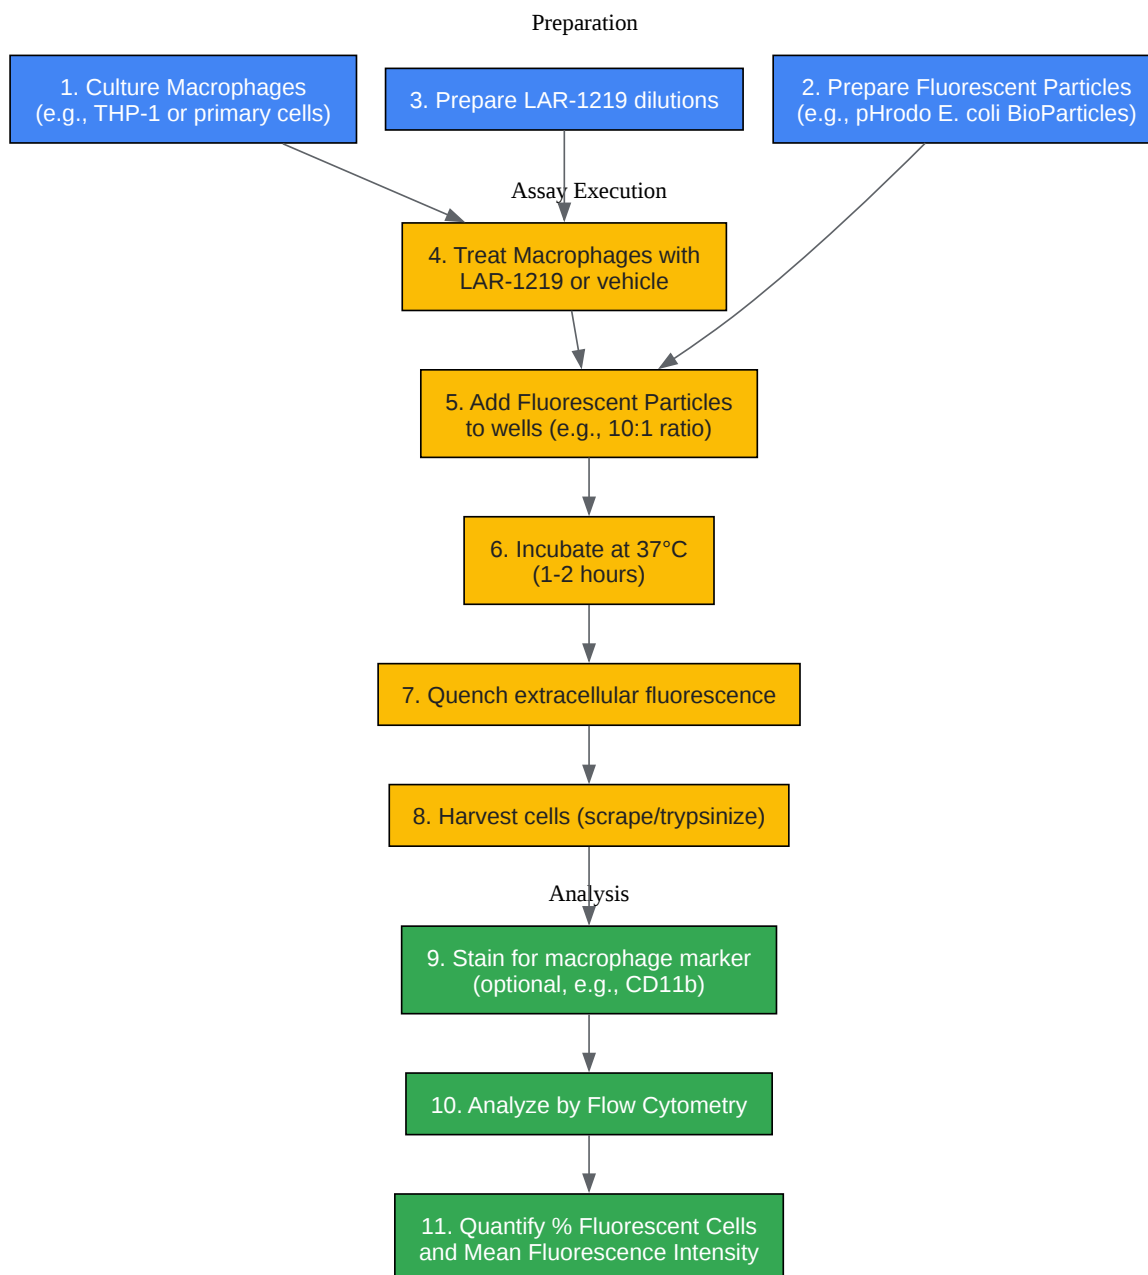 Preparation
1. Culture Macrophages
(e.g., THP-1 or primary cells)
3. Prepare LAR-1219 dilutions
2. Prepare Fluorescent Particles
(e.g., pHrodo E. coli BioParticles)
Assay Execution
4. Treat Macrophages with
LAR-1219 or vehicle
5. Add Fluorescent Particles
to wells (e.g., 10:1 ratio)
6. Incubate at 37°C
(1-2 hours)
7. Quench extracellular fluorescence
8. Harvest cells (scrape/trypsinize)
Analysis
9. Stain for macrophage marker
(optional, e.g., CD11b)
10. Analyze by Flow Cytometry
11. Quantify % Fluorescent Cells
and Mean Fluorescence Intensity